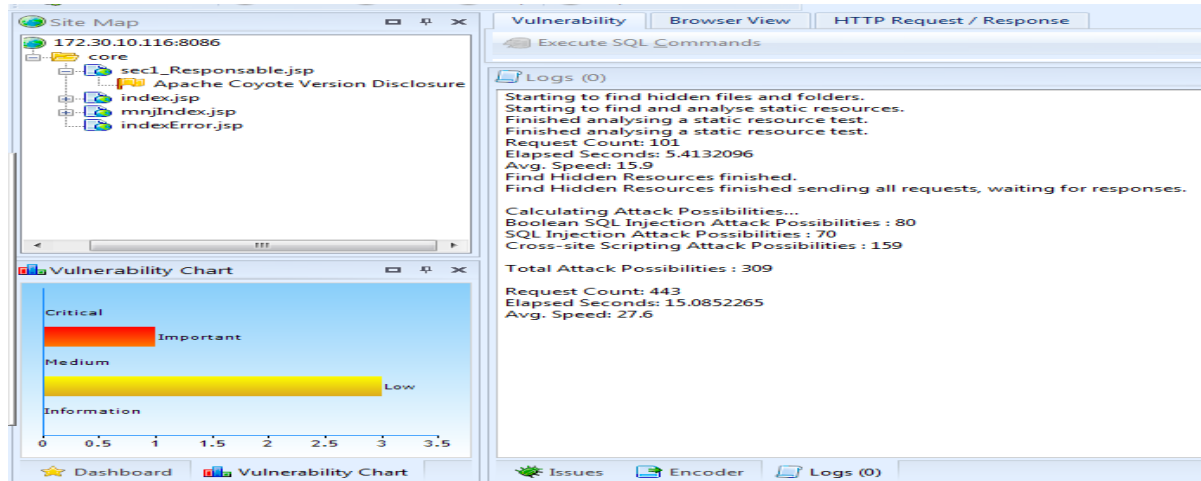 Site Map
172.30.10.116:8086
core
sec1_Responsable.jsp
Apache Coyote Version Disclosure
index.jsp
mnjIndex.jsp
indexError.jsp
Vulnerability Chart
Critical
Important
Medium
Low
Information
0 0.5 1 1.5 2 2.5 3 3.5
Dashboard Vulnerability Chart
Vulnerability Browser View HTTP Request / Response
Execute SQL Commands
Logs (0)
Starting to find hidden files and folders.
Starting to find and analyse static resources.
Finished analysing a static resource test.
Finished analysing a static resource test.
Request Count: 101
Elapsed Seconds: 5.4132096
Avg. Speed: 15.9
Find Hidden Resources finished.
Find Hidden Resources finished sending all requests, waiting for responses.
Calculating Attack Possibilities...
Boolean SQL Injection Attack Possibilities : 80
SQL Injection Attack Possibilities : 70
Cross-site Scripting Attack Possibilities : 159
Total Attack Possibilities : 309
Request Count: 443
Elapsed Seconds: 15.0852265
Avg. Speed: 27.6
Issues Encoder Logs (0)